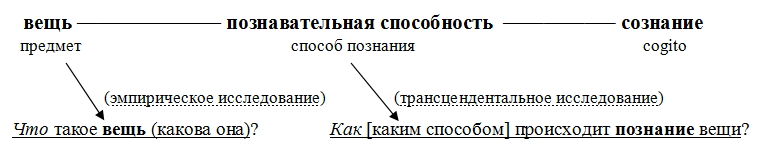 вещь познавательная способность сознание
предмет способ познания cogito
(эмпирическое исследование) (трансцендентальное исследование)
Что такое вещь (какова она)? Как [каким способом] происходит познание вещи?